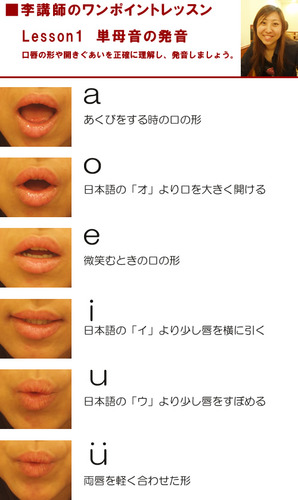 ■李講師のワンポイントレッスン
Lesson1 単母音の発音
口唇の形や開きぐあいを正確に理解し、発音しましょう。
a
あくびをする時の口の形
o
日本語の「オ」より口を大きく開ける
e
微笑むときの口の形
i
日本語の「イ」より少し唇を横に引く
u
日本語の「ウ」より少し唇をすぼめる
ü
両唇を軽く合わせた形